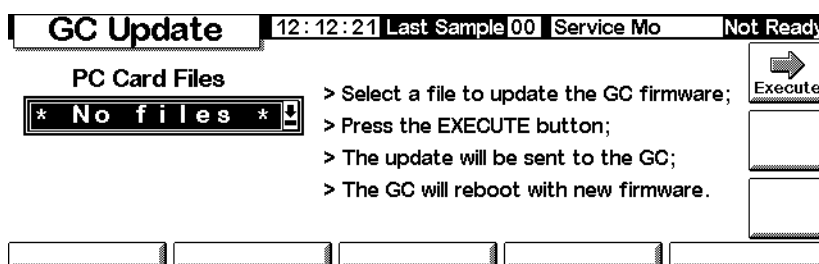 GC Update 12:12:21 Last Sample 00 Service Mo Not Ready
PC Card Files
* No files *
> Select a file to update the GC firmware;
> Press the EXECUTE button;
> The update will be sent to the GC;
> The GC will reboot with new firmware.
Execute